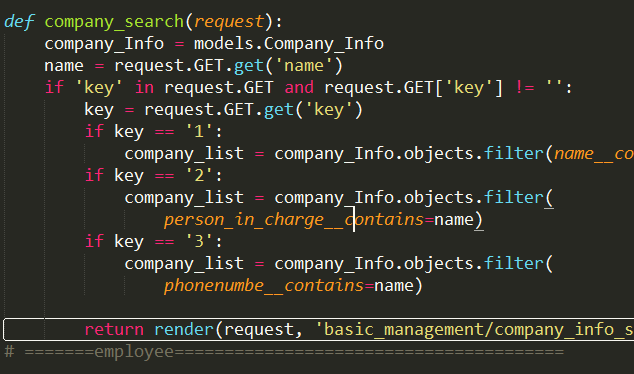 def company_search(request):
company_Info = models.Company_Info
name = request.GET.get('name')
if 'key' in request.GET and request.GET['key'] != '':
key = request.GET.get('key')
if key == '1':
company_list = company_Info.objects.filter(name__co
if key == '2':
company_list = company_Info.objects.filter(
person_in_charge__contains=name)
if key == '3':
company_list = company_Info.objects.filter(
phonenumbe__contains=name)
return render(request, 'basic_management/company_info_s
# =======employee=======================================